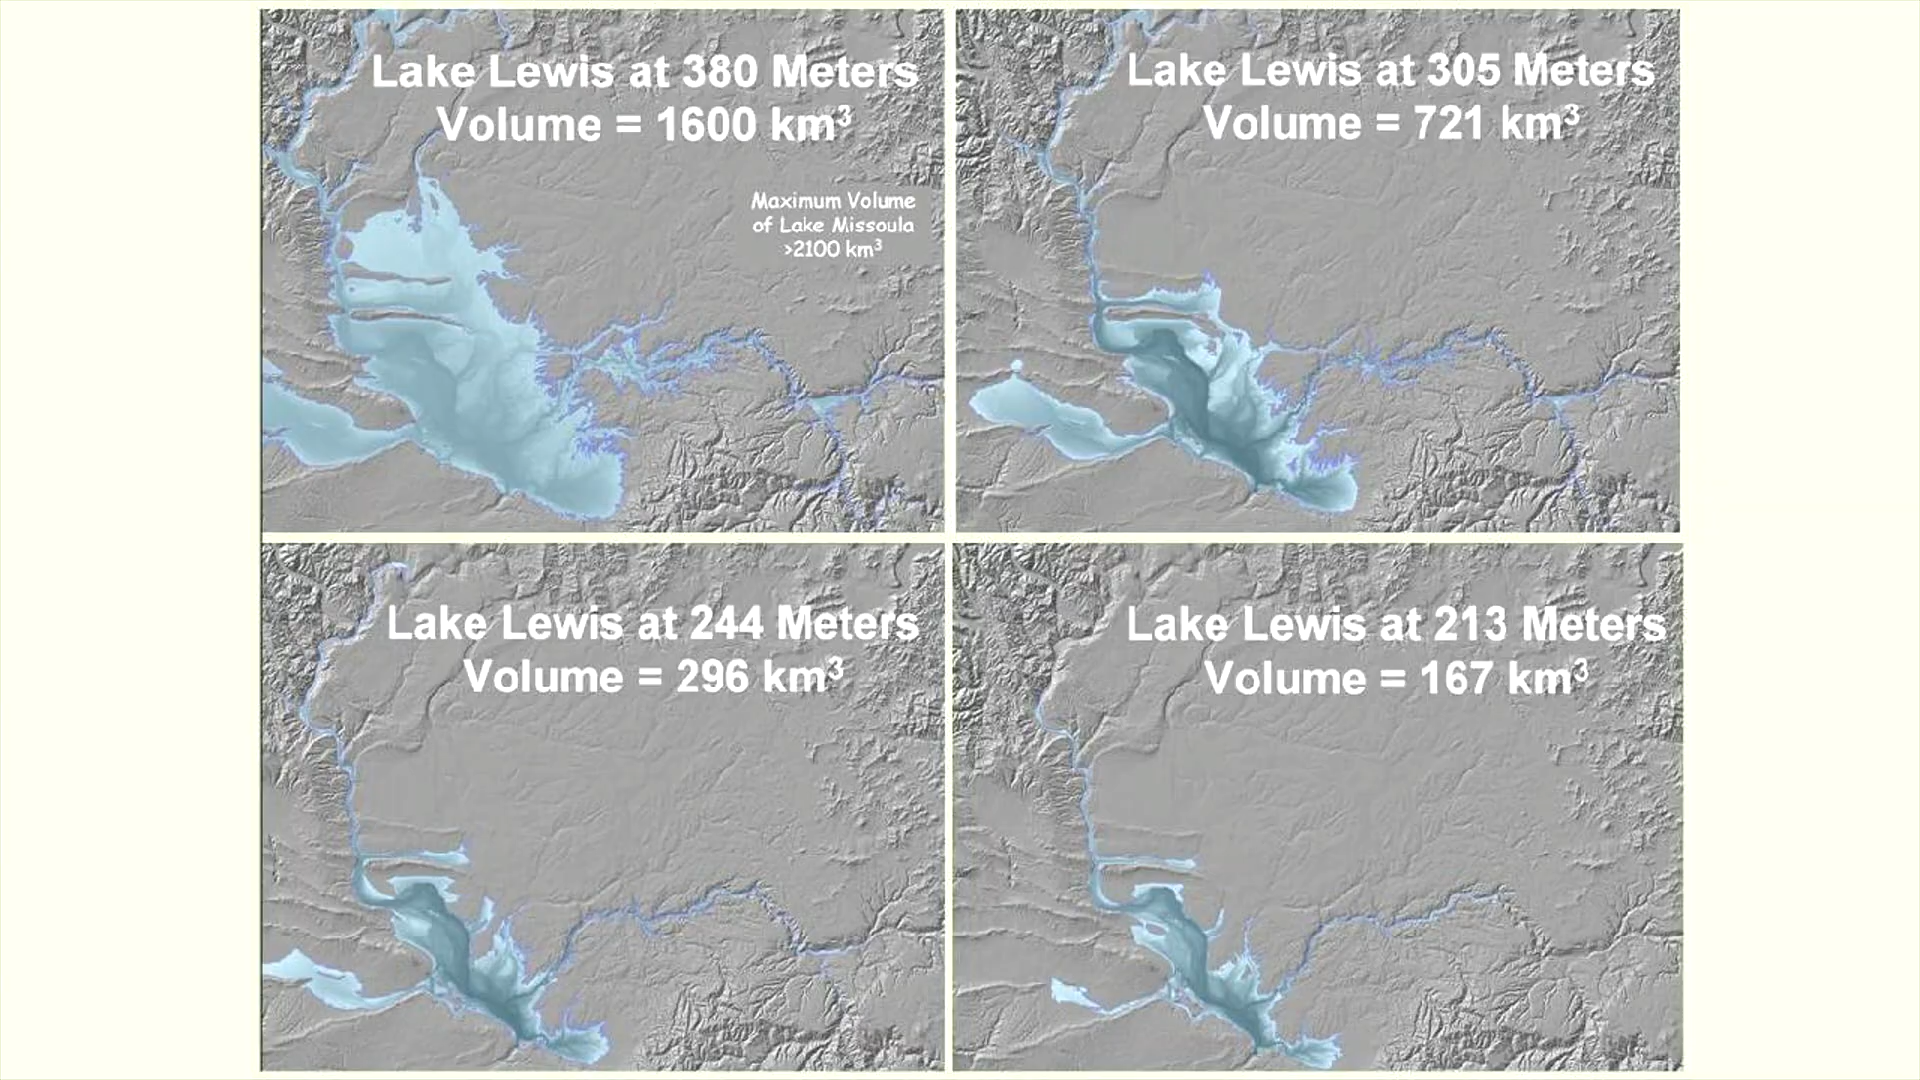 Lake Lewis at 380 Meters
Volume = 1600 km³
Maximum Volume
of Lake Missoula
>2100 km³
Lake Lewis at 305 Meters
Volume = 721 km³
Lake Lewis at 244 Meters
Volume = 296 km³
Lake Lewis at 213 Meters
Volume = 167 km³